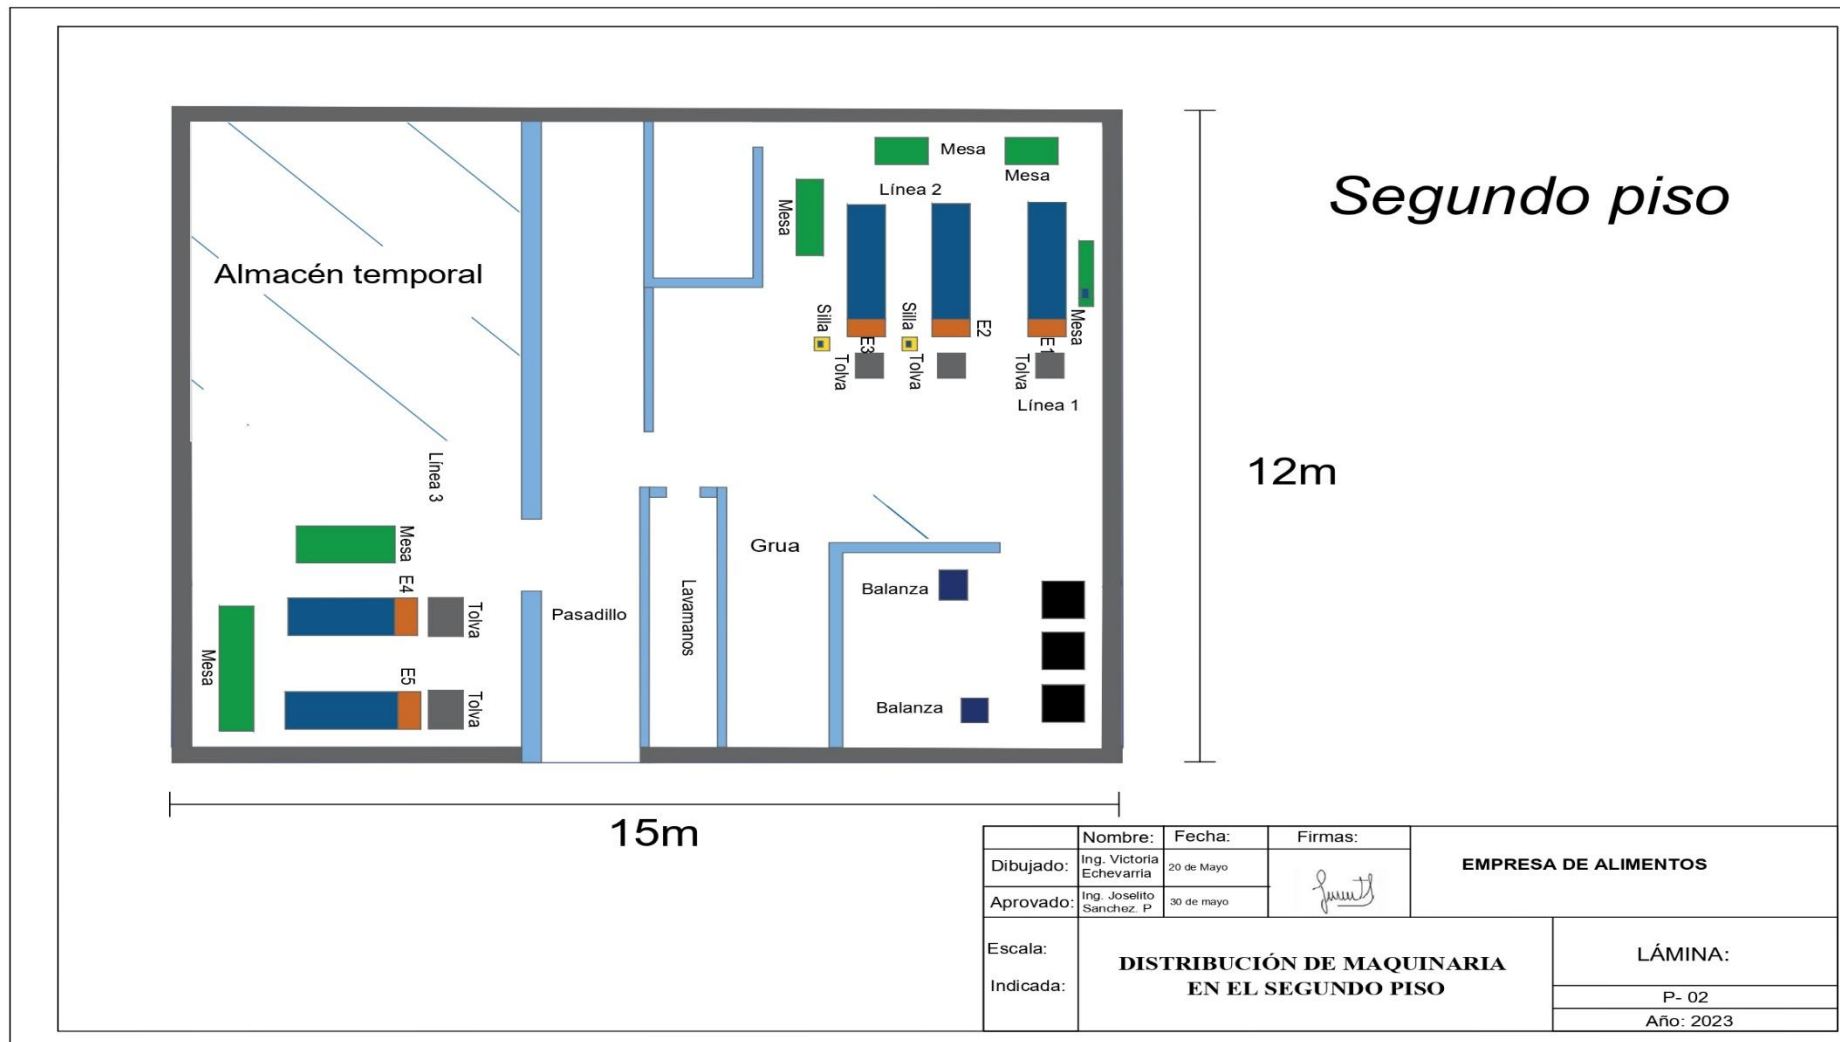 Segundo piso
Mesa
Mesa
Línea 2
Mesa
Almacén temporal
Silla
Silla
E3
E2
E1
Mesa
Tolva
Tolva
Tolva
Línea 1
Línea 3
12m
Mesa
Grua
E4
Balanza
Pasadillo
Lavamanos
Tolva
Mesa
E5
Tolva
Balanza
15m
Nombre:
Fecha:
Firmas:
Dibujado:
Ing. Victoria
Echevarria
20 de Mayo
EMPRESA DE ALIMENTOS
Aprovado:
Ing. Joselito
Sanchez. P
30 de mayo
Escala:
Indicada:
DISTRIBUCIÓN DE MAQUINARIA
EN EL SEGUNDO PISO
LÁMINA:
P- 02
Año: 2023